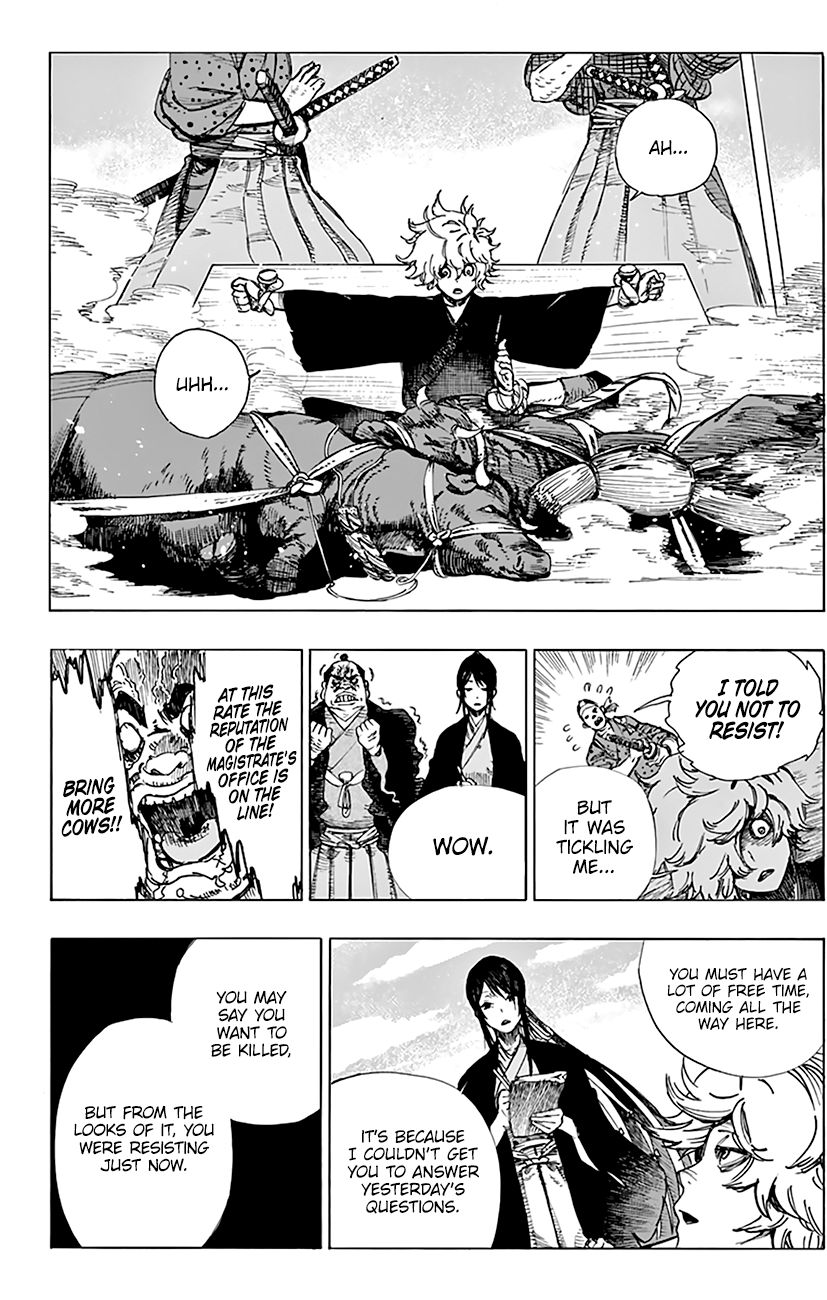 AH...
UHH...
I TOLD
YOU NOT TO
RESIST!
BUT
IT WAS
TICKLING
ME...
WOW.
AT THIS
RATE THE
REPUTATION
OF THE
MAGISTRATE'S
OFFICE IS
ON THE
LINE!
BRING
MORE
COWS!!
YOU MUST HAVE A
LOT OF FREE TIME,
COMING ALL THE
WAY HERE.
IT'S BECAUSE
I COULDN'T GET
YOU TO ANSWER
YESTERDAY'S
QUESTIONS.
YOU MAY
SAY YOU
WANT TO
BE KILLED,
BUT FROM THE
LOOKS OF IT, YOU
WERE RESISTING
JUST NOW.